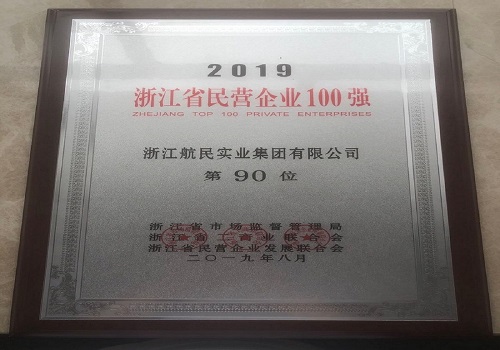 2019
浙江省民营企业100强
ZHEJIANG TOP 100 PRIVATE ENTERPRISES
浙江航民实业集团有限公司
第 90 位
浙江省市场监督管理局
浙江省工商业联合会
浙江省民营企业发展联合会
二〇一九年八月